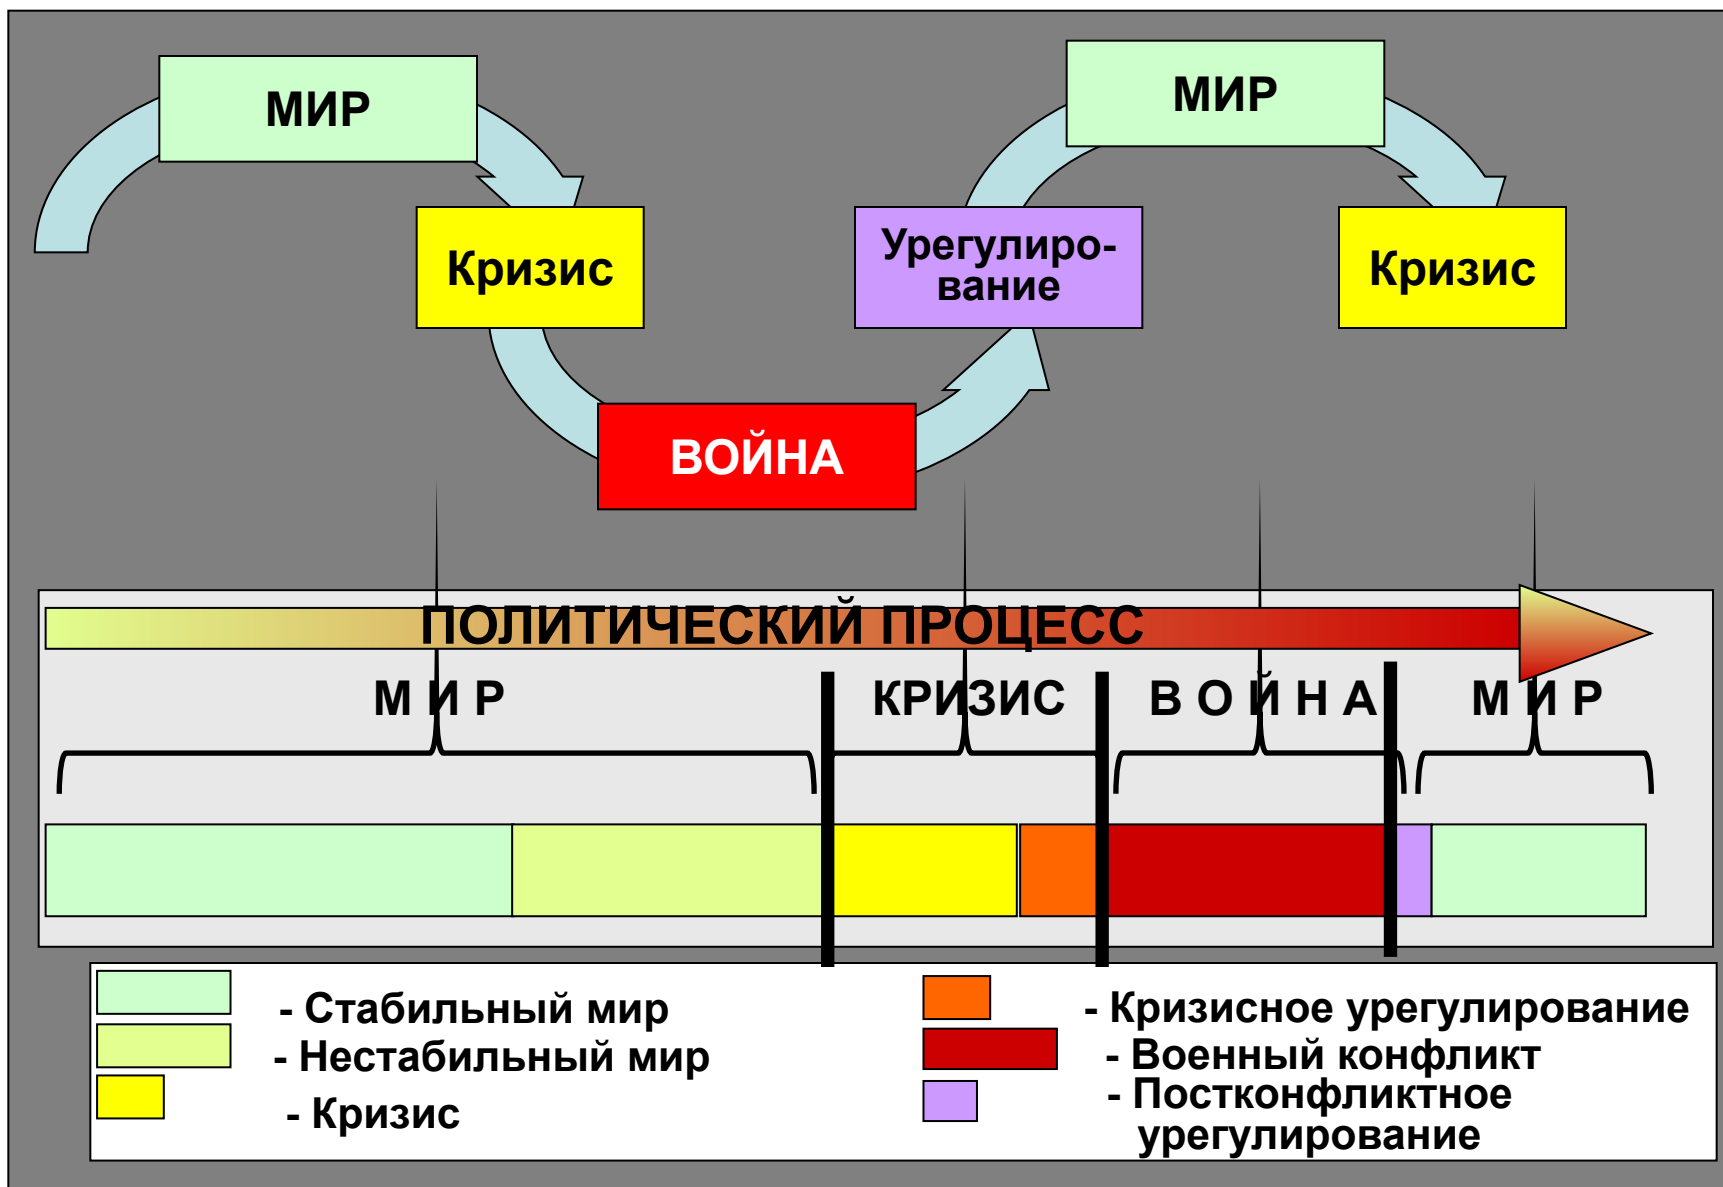 МИР
МИР
Кризис
Урегулиро-
вание
Кризис
ВОЙНА
ПОЛИТИЧЕСКИЙ ПРОЦЕСС
М И Р
КРИЗИС
В О Й Н А
М И Р
- Стабильный мир
- Нестабильный мир
- Кризис
- Кризисное урегулирование
- Военный конфликт
- Постконфликтное
урегулирование